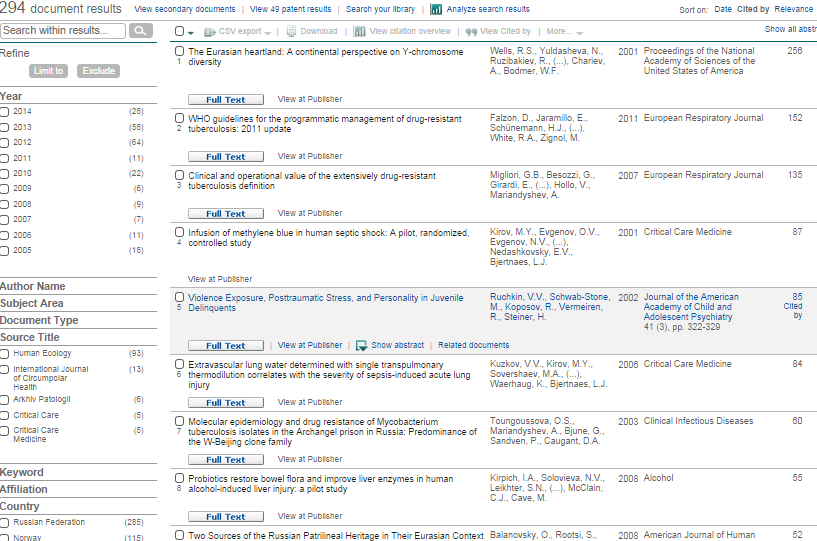 294 document results View secondary documents | View 49 patent results | Search your library | Analyze search results Sort on: Date Cited by Relevance
Search within results...
CSV export | Download | View citation overview | View Cited by | More... Show all abstr
Refine
Limit to Exclude
Year
2014 (28)
2013 (58)
2012 (64)
2011 (11)
2010 (22)
2009 (6)
2008 (9)
2007 (7)
2006 (11)
2005 (18)
Author Name
Subject Area
Document Type
Source Title
Human Ecology (93)
International Journal (13)
of Circumpolar
Health
Arkhiv Patologii (6)
Critical Care (5)
Critical Care (5)
Medicine
Keyword
Affiliation
Country
Russian Federation (285)
Norway (115)
The Eurasian heartland: A continental perspective on Y-chromosome Wells, R.S., Yuldasheva, N., 2001 Proceedings of the National 256
1 diversity Ruzibakiev, R., (...), Chariev, Academy of Sciences of the
A., Bodmer, W.F. United States of America
Full Text View at Publisher
WHO guidelines for the programmatic management of drug-resistant Falzon, D., Jaramillo, E., 2011 European Respiratory Journal 152
2 tuberculosis: 2011 update Schünemann, H.J., (...),
White, R.A., Zignol, M.
Full Text View at Publisher
Clinical and operational value of the extensively drug-resistant Migliori, G.B., Besozzi, G., 2007 European Respiratory Journal 135
3 tuberculosis definition Girardi, E., (...), Hollo, V.,
Mariandyshev, A.
Full Text View at Publisher
Infusion of methylene blue in human septic shock: A pilot, randomized, Kirov, M.Y., Evgenov, O.V., 2001 Critical Care Medicine 87
4 controlled study Evgenov, N.V., (...),
Nedashkovsky, E.V.,
Bjertnaes, L.J.
View at Publisher
Violence Exposure, Posttraumatic Stress, and Personality in Juvenile Ruchkin, V.V., Schwab-Stone, 2002 Journal of the American 85
5 Delinquents M., Koposov, R., Vermeiren, Academy of Child and Cited
R., Steiner, H. Adolescent Psychiatry by
41 (3), pp. 322-329
Full Text | View at Publisher | Show abstract | Related documents
Extravascular lung water determined with single transpulmonary Kuzkov, V.V., Kirov, M.Y., 2006 Critical Care Medicine 84
6 thermodilution correlates with the severity of sepsis-induced acute lung Sovershaev, M.A., (...),
injury Waerhaug, K., Bjertnaes, L.J.
Full Text View at Publisher
Molecular epidemiology and drug resistance of Mycobacterium Toungoussova, O.S., 2003 Clinical Infectious Diseases 60
7 tuberculosis isolates in the Archangel prison in Russia: Predominance of Mariandyshev, A., Bjune, G.,
the W-Beijing clone family Sandven, P., Caugant, D.A.
Full Text View at Publisher
Probiotics restore bowel flora and improve liver enzymes in human Kirpich, I.A., Solovieva, N.V., 2008 Alcohol 55
8 alcohol-induced liver injury: a pilot study Leikhter, S.N., (...), McClain,
C.J., Cave, M.
Full Text View at Publisher
Two Sources of the Russian Patrilineal Heritage in Their Eurasian Context Balanovsky, O., Rootsi, S., 2008 American Journal of Human 52